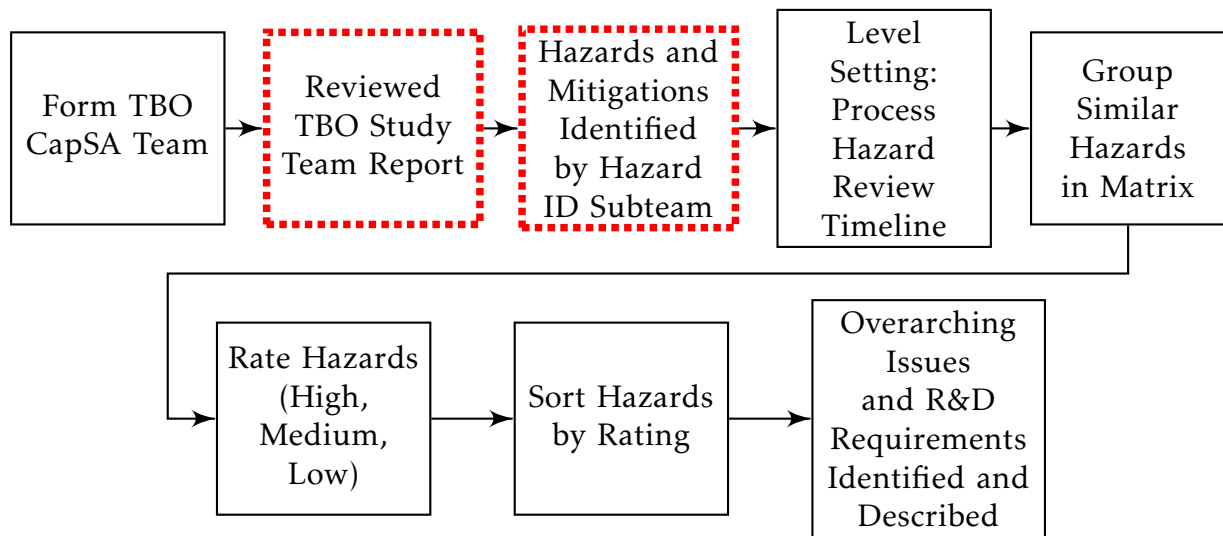 Form TBO
CapSA Team
Reviewed
TBO Study
Team Report
Hazards and
Mitigations
Identified
by Hazard
ID Subteam
Level
Setting:
Process
Hazard
Review
Timeline
Group
Similar
Hazards
in Matrix
Rate Hazards
(High,
Medium,
Low)
Sort Hazards
by Rating
Overarching
Issues
and R&D
Requirements
Identified and
Described